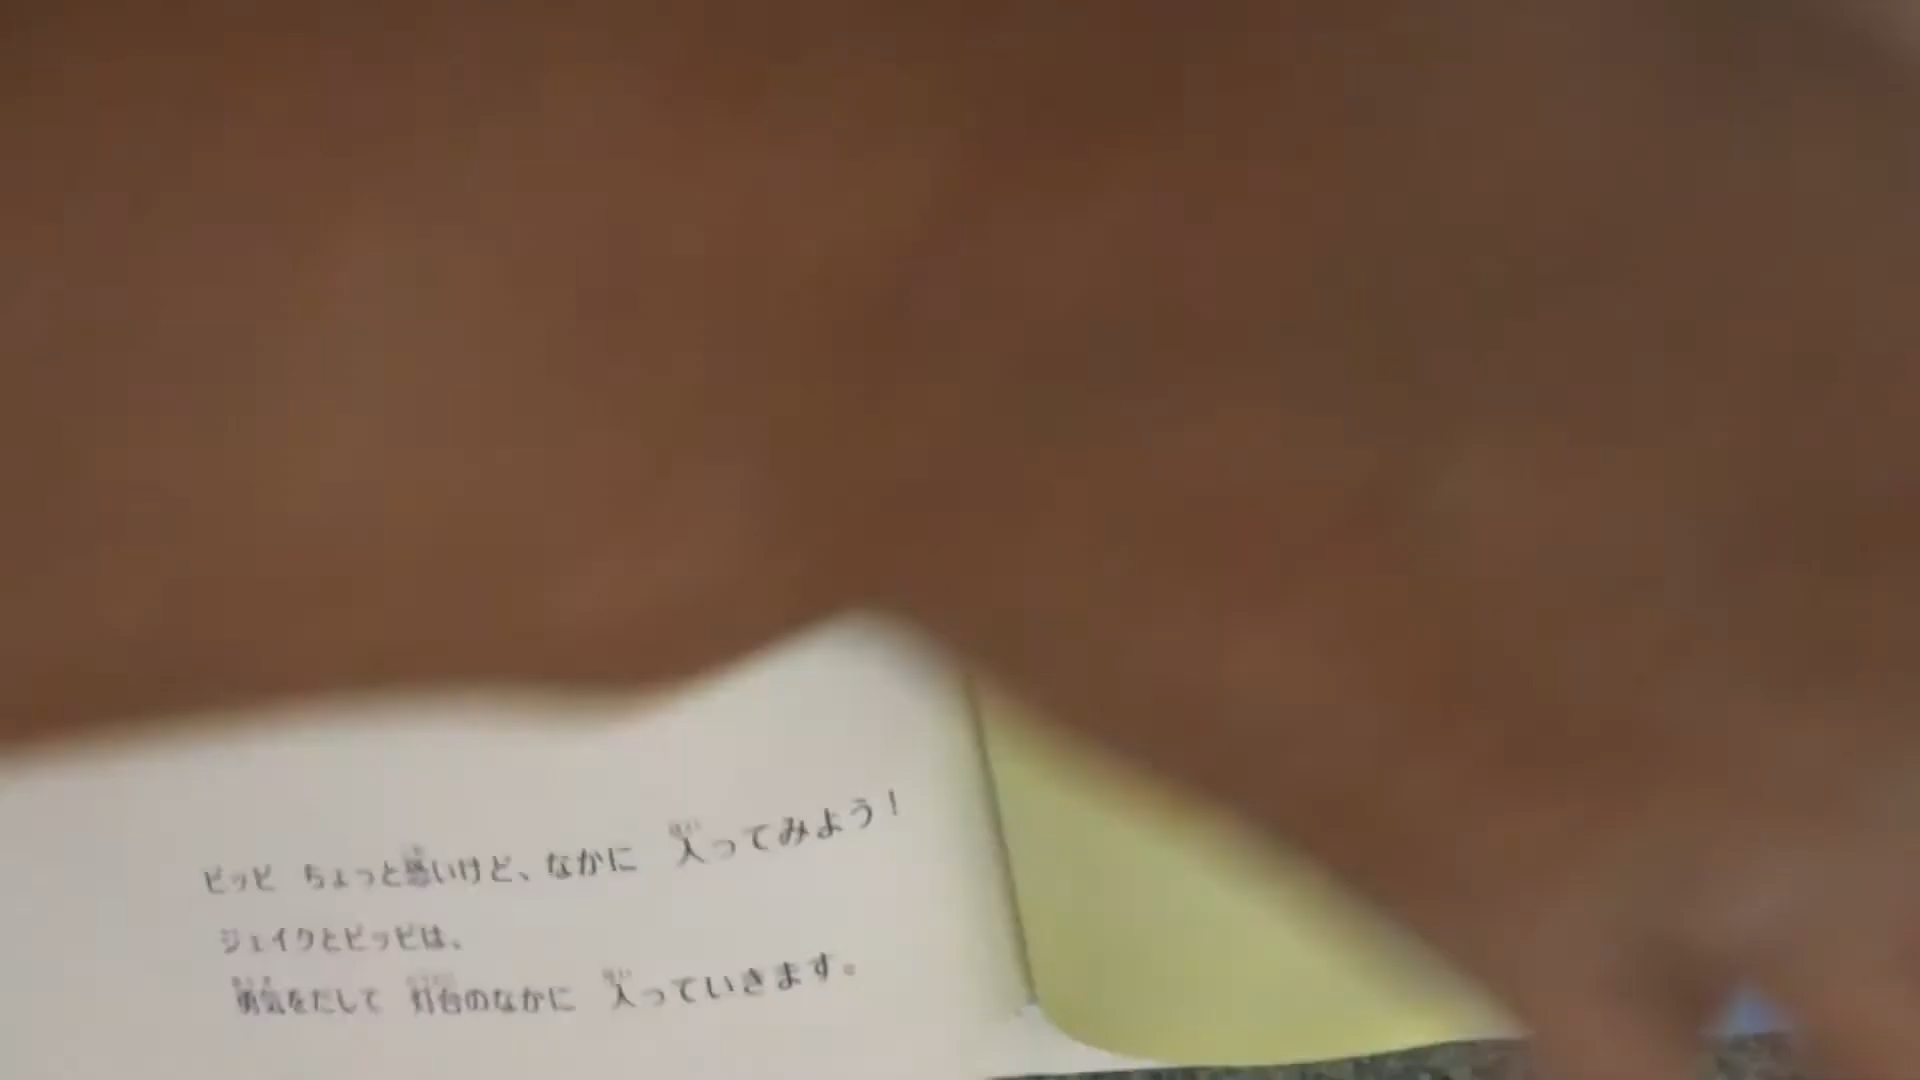 ピッピ ちょっと怖いけど、なかに 入ってみよう!
ジェイクとピッピは、
勇気をだして 灯台のなかに 入っていきます。